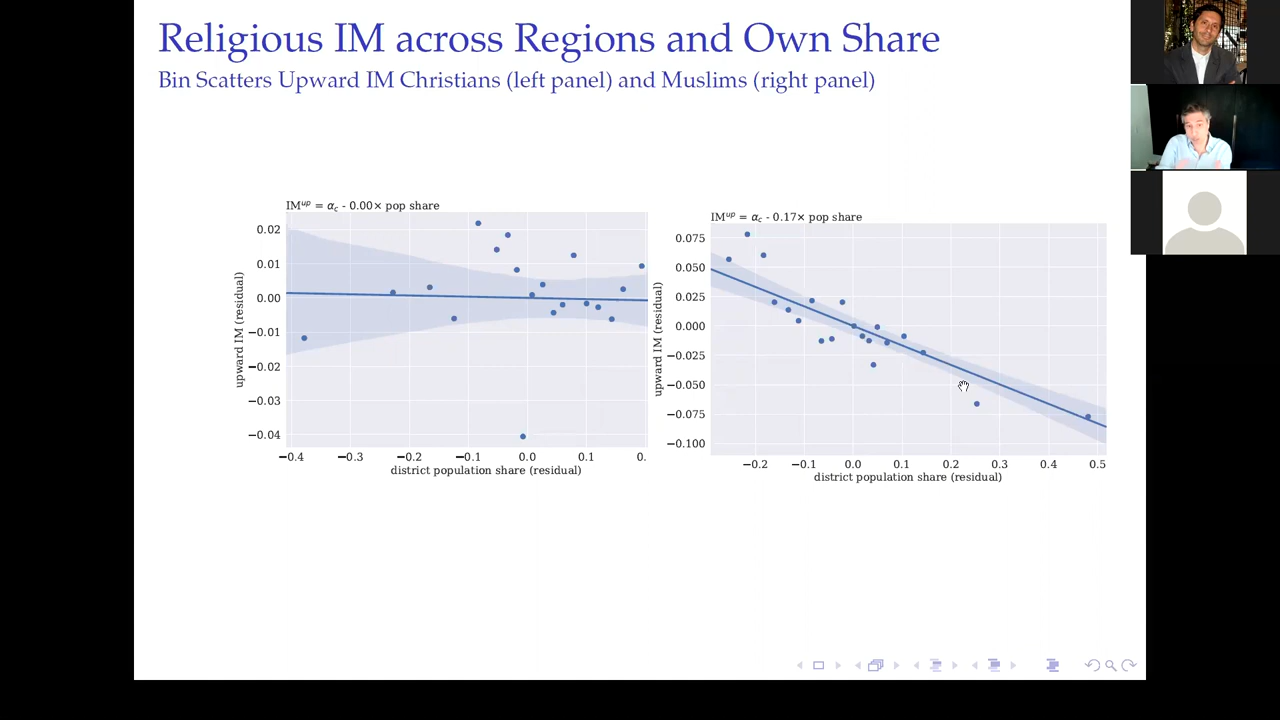 Religious IM across Regions and Own Share
Bin Scatters Upward IM Christians (left panel) and Muslims (right panel)
IM^up = α_c - 0.00× pop share
0.02
0.01
0.00
−0.01
−0.02
−0.03
−0.04
upward IM (residual)
−0.4 −0.3 −0.2 −0.1 0.0 0.1 0.
district population share (residual)
IM^up = α_c - 0.17× pop share
0.075
0.050
0.025
0.000
−0.025
−0.050
−0.075
−0.100
upward IM (residual)
−0.2 −0.1 0.0 0.1 0.2 0.3 0.4 0.5
district population share (residual)